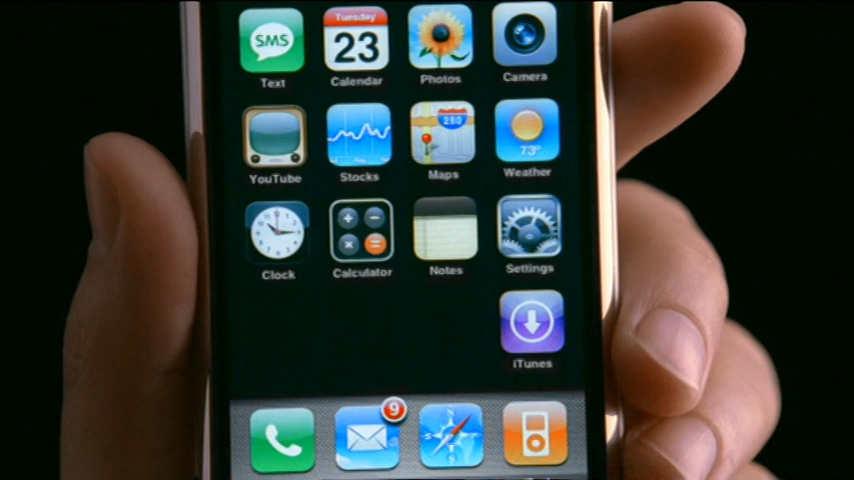 SMS
Tuesday
23
Text
Calendar
Photos
Camera
280
73°
YouTube
Stocks
Maps
Weather
Clock
Calculator
Notes
Settings
iTunes
9